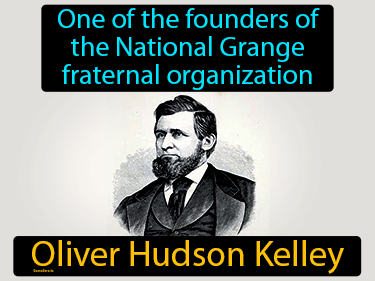 One of the founders of
the National Grange
fraternal organization
Oliver Hudson Kelley